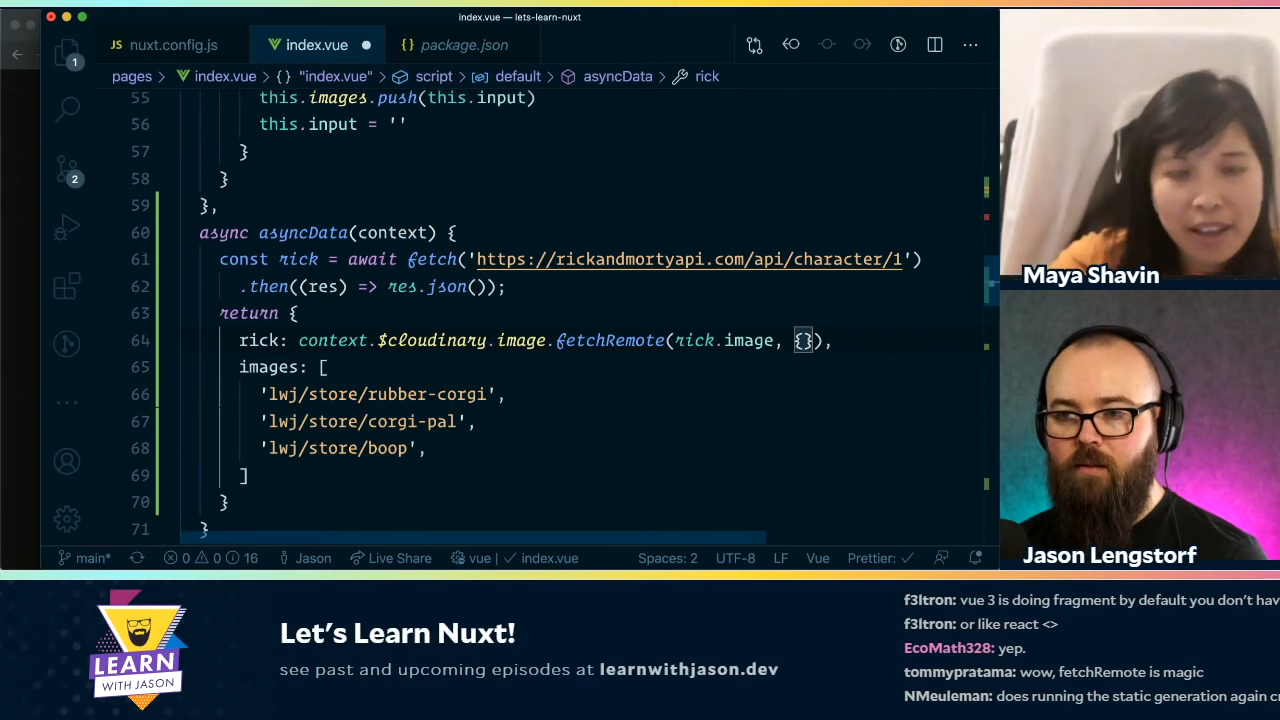 index.vue — lets-learn-nuxt
JS nuxt.config.js
index.vue
{} package.json
pages > index.vue > {} "index.vue" > script > default > asyncData > rick
1
2
55 this.images.push(this.input)
56 this.input = ''
57 }
58 }
59 },
60 async asyncData(context) {
61 const rick = await fetch('https://rickandmortyapi.com/api/character/1')
62 .then((res) => res.json());
63 return {
64 rick: context.$cloudinary.image.fetchRemote(rick.image, {}),
65 images: [
66 'lwj/store/rubber-corgi',
67 'lwj/store/corgi-pal',
68 'lwj/store/boop',
69 ]
70 }
71 }
main* 0 0 16 Jason Live Share vue | ✓ index.vue Spaces: 2 UTF-8 LF Vue Prettier: ✓
Maya Shavin
Jason Lengstorf
LEARN
WITH JASON
Let's Learn Nuxt!
see past and upcoming episodes at learnwithjason.dev
f3ltron: vue 3 is doing fragment by default you don't hav
f3ltron: or like react <>
EcoMath328: yep.
tommypratama: wow, fetchRemote is magic
NMeuleman: does running the static generation again cr